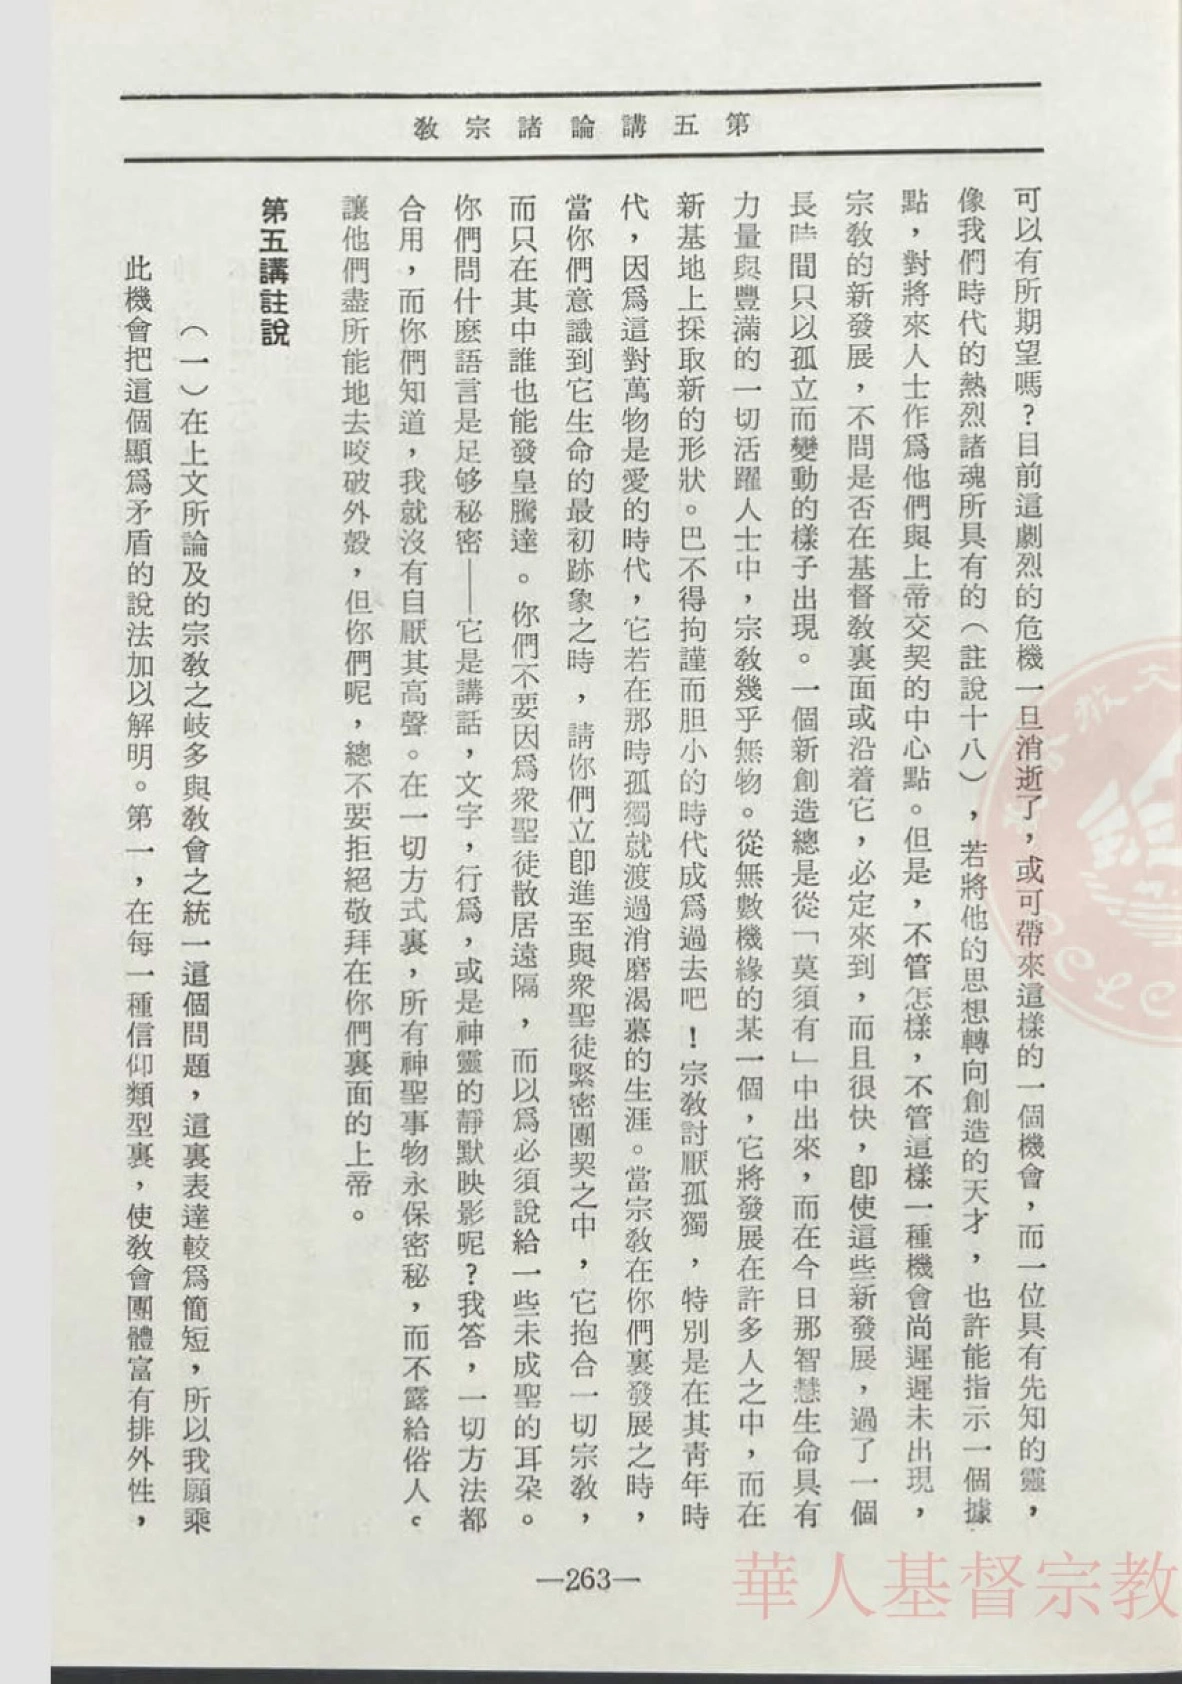 第五講論諸宗教
可以有所期望嗎？目前這劇烈的危機一旦消逝了，或可帶來這樣的一個機會，而一位具有先知的靈，
像我們時代的熱烈諸魂所具有的（註說十八），若將他的思想轉向創造的天才，也許能指示一個據
點，對將來人士作爲他們與上帝交契的中心點。但是，不管怎樣，不管這樣一種機會尚遲遲未出現，
宗教的新發展，不問是否在基督教裏面或沿着它，必定來到，而且很快，卽使這些新發展，過了一個
長時間只以孤立而變動的樣子出現。一個新創造總是從「莫須有」中出來，而在今日那智慧生命具有
力量與豐滿的一切活躍人士中，宗教幾乎無物。從無數機緣的某一個，它將發展在許多人之中，而在
新基地上採取新的形狀。巴不得拘謹而胆小的時代成爲過去吧！宗教討厭孤獨，特別是在其靑年時
代，因爲這對萬物是愛的時代，它若在那時孤獨就渡過消磨渴慕的生涯。當宗教在你們裏發展之時，
當你們意識到它生命的最初跡象之時，請你們立卽進至與衆聖徒緊密團契之中，它抱合一切宗教，
而只在其中誰也能發皇騰達。你們不要因爲衆聖徒散居遠隔，而以爲必須說給一些未成聖的耳朶。
你們問什麽語言是足够秘密——它是講話，文字，行爲，或是神靈的靜默映影呢？我答，一切方法都
合用，而你們知道，我就沒有自厭其高聲。在一切方式裏，所有神聖事物永保密秘，而不露給俗人。
讓他們盡所能地去咬破外殼，但你們呢，總不要拒絕敬拜在你們裏面的上帝。
第五講註說
（一）在上文所論及的宗教之岐多與教會之統一這個問題，這裏表達較爲簡短，所以我願乘
此機會把這個顯爲矛盾的說法加以解明。第一，在每一種信仰類型裏，使教會團體富有排外性，
—263—
華人基督宗教